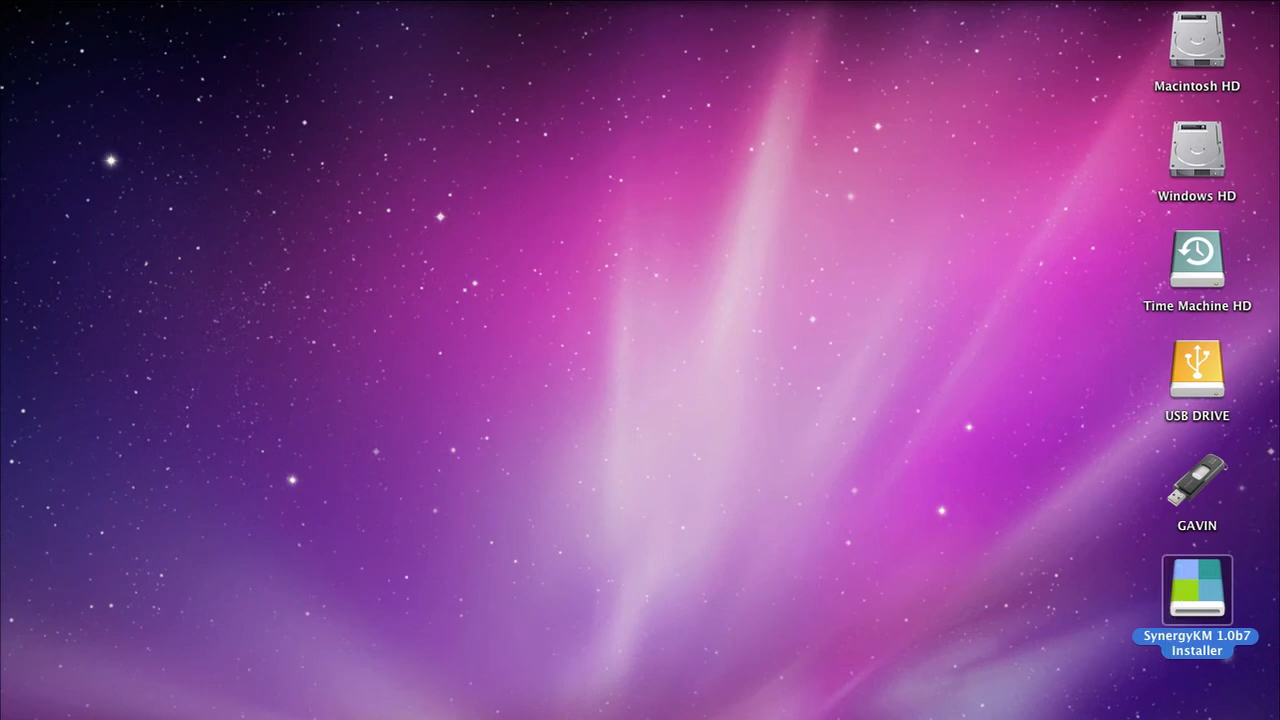 Macintosh HD
Windows HD
Time Machine HD
USB DRIVE
GAVIN
SynergyKM 1.0b7
Installer